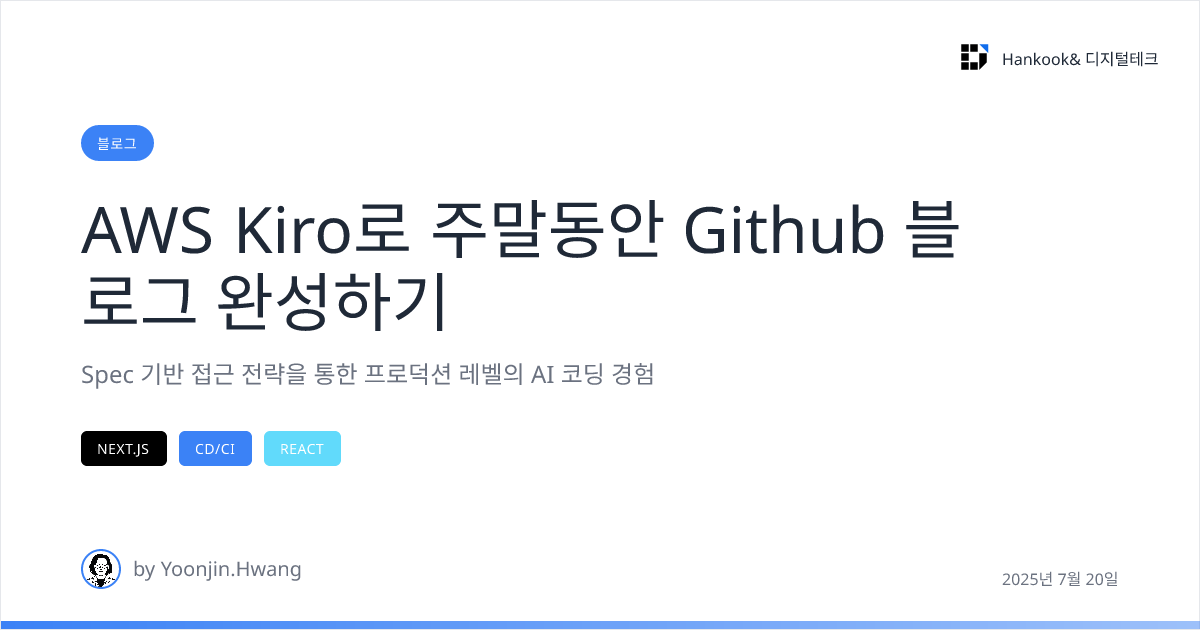 Hankook& 디지털테크
블로그
AWS Kiro로 주말동안 Github 블
로그 완성하기
Spec 기반 접근 전략을 통한 프로덕션 레벨의 AI 코딩 경험
NEXT.JS CD/CI REACT
by Yoonjin.Hwang
2025년 7월 20일